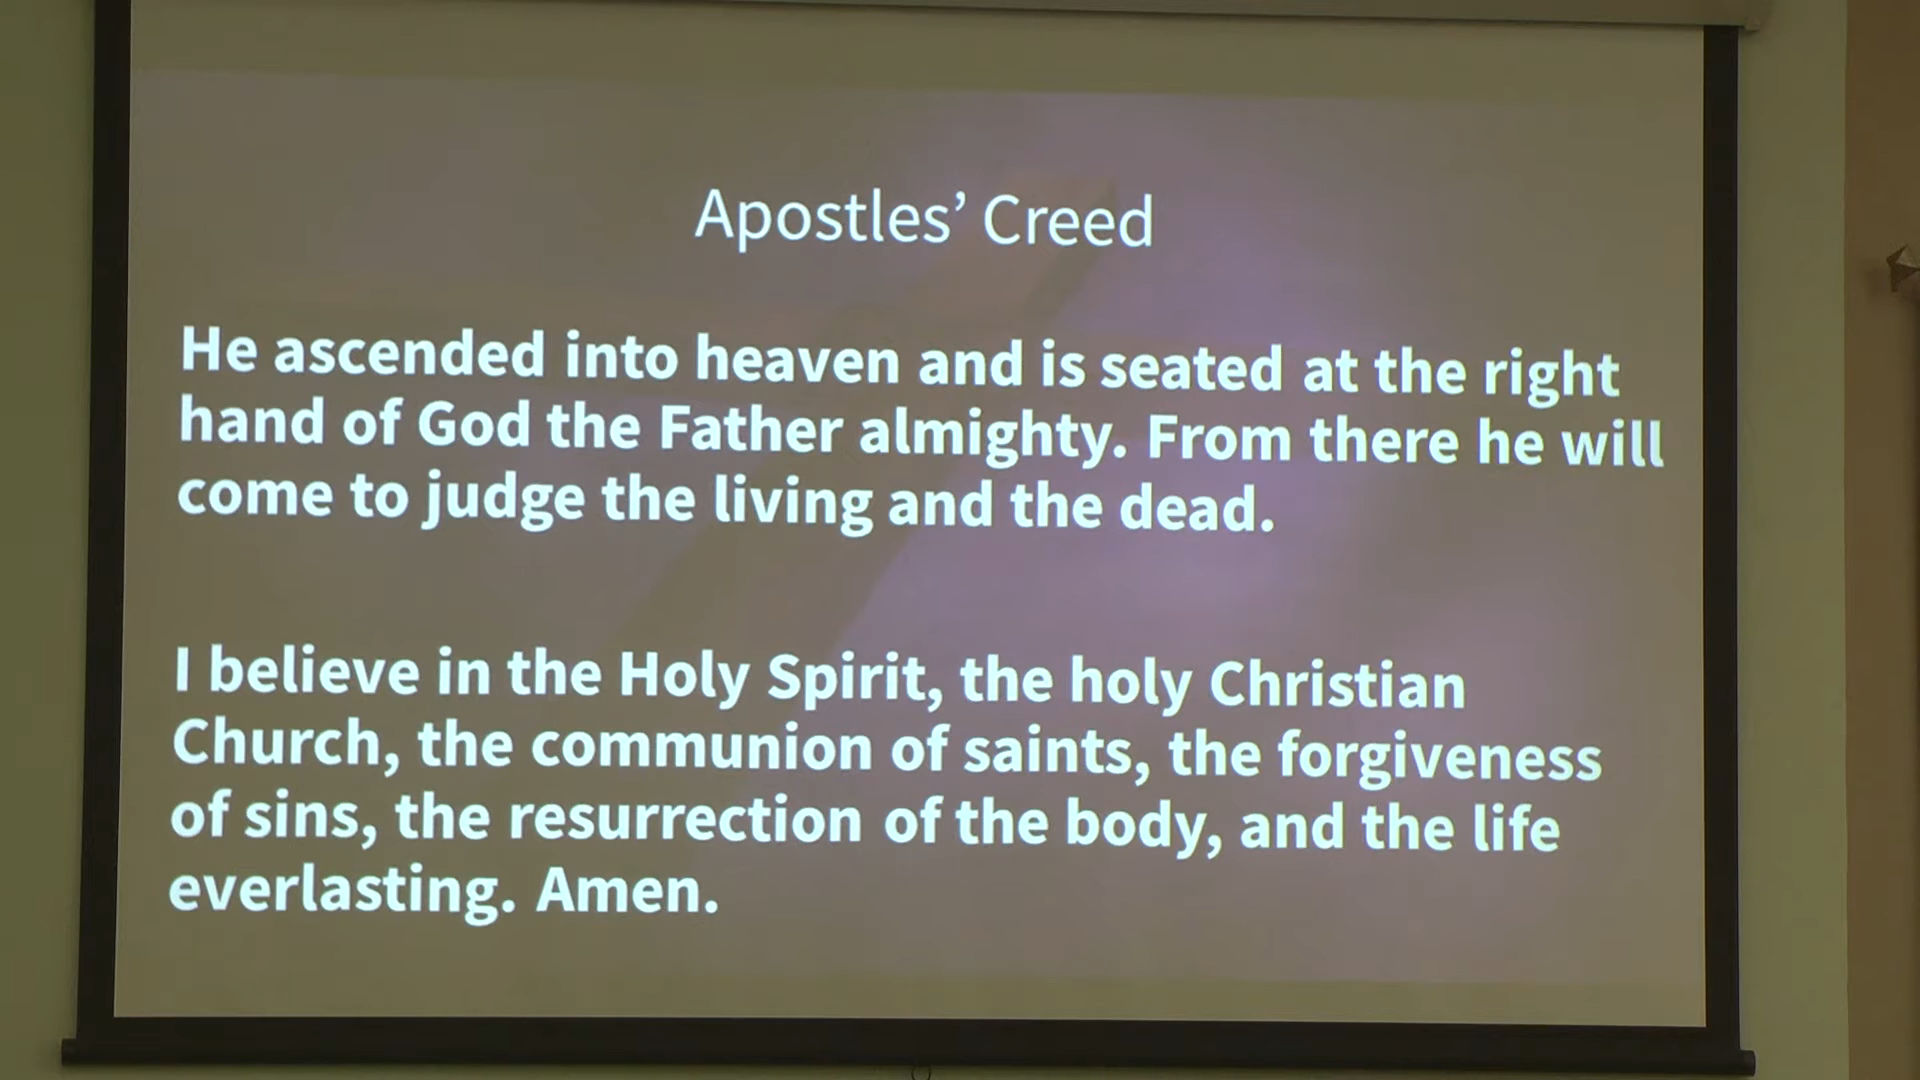 Apostles’ Creed
He ascended into heaven and is seated at the right
hand of God the Father almighty. From there he will
come to judge the living and the dead.
I believe in the Holy Spirit, the holy Christian
Church, the communion of saints, the forgiveness
of sins, the resurrection of the body, and the life
everlasting. Amen.